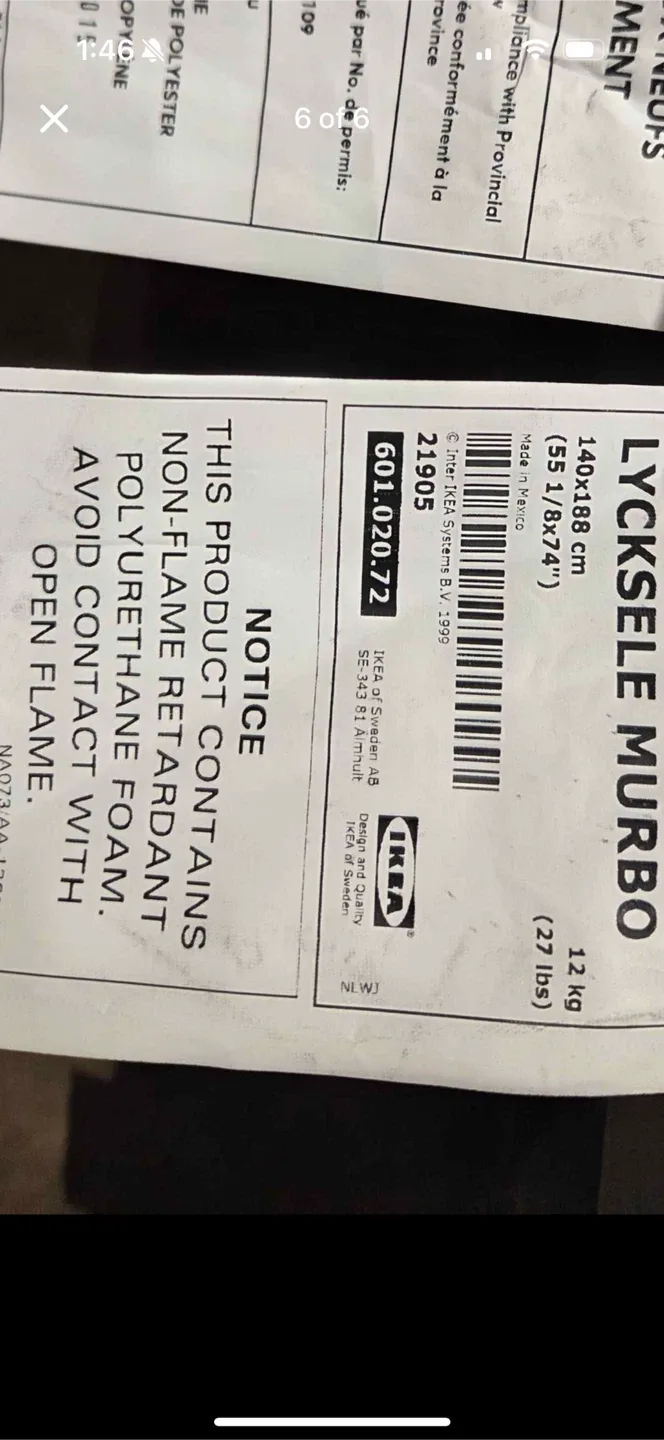 1:46
6 of 6
A NEUFS
MENT
mpliance with Provincial
ée conformément à la
rovince
ué par No. de permis:
109
DE POLYESTER
LYCKSELE MURBO
140x188 cm
(55 1/8x74")
12 kg
(27 lbs)
Made in Mexico
© Inter IKEA Systems B.V. 1999
21905
601.020.72
IKEA of Sweden AB
SE-343 81 Älmhult
IKEA®
Design and Quality
IKEA of Sweden
NOTICE
THIS PRODUCT CONTAINS
NON-FLAME RETARDANT
POLYURETHANE FOAM.
AVOID CONTACT WITH
OPEN FLAME.